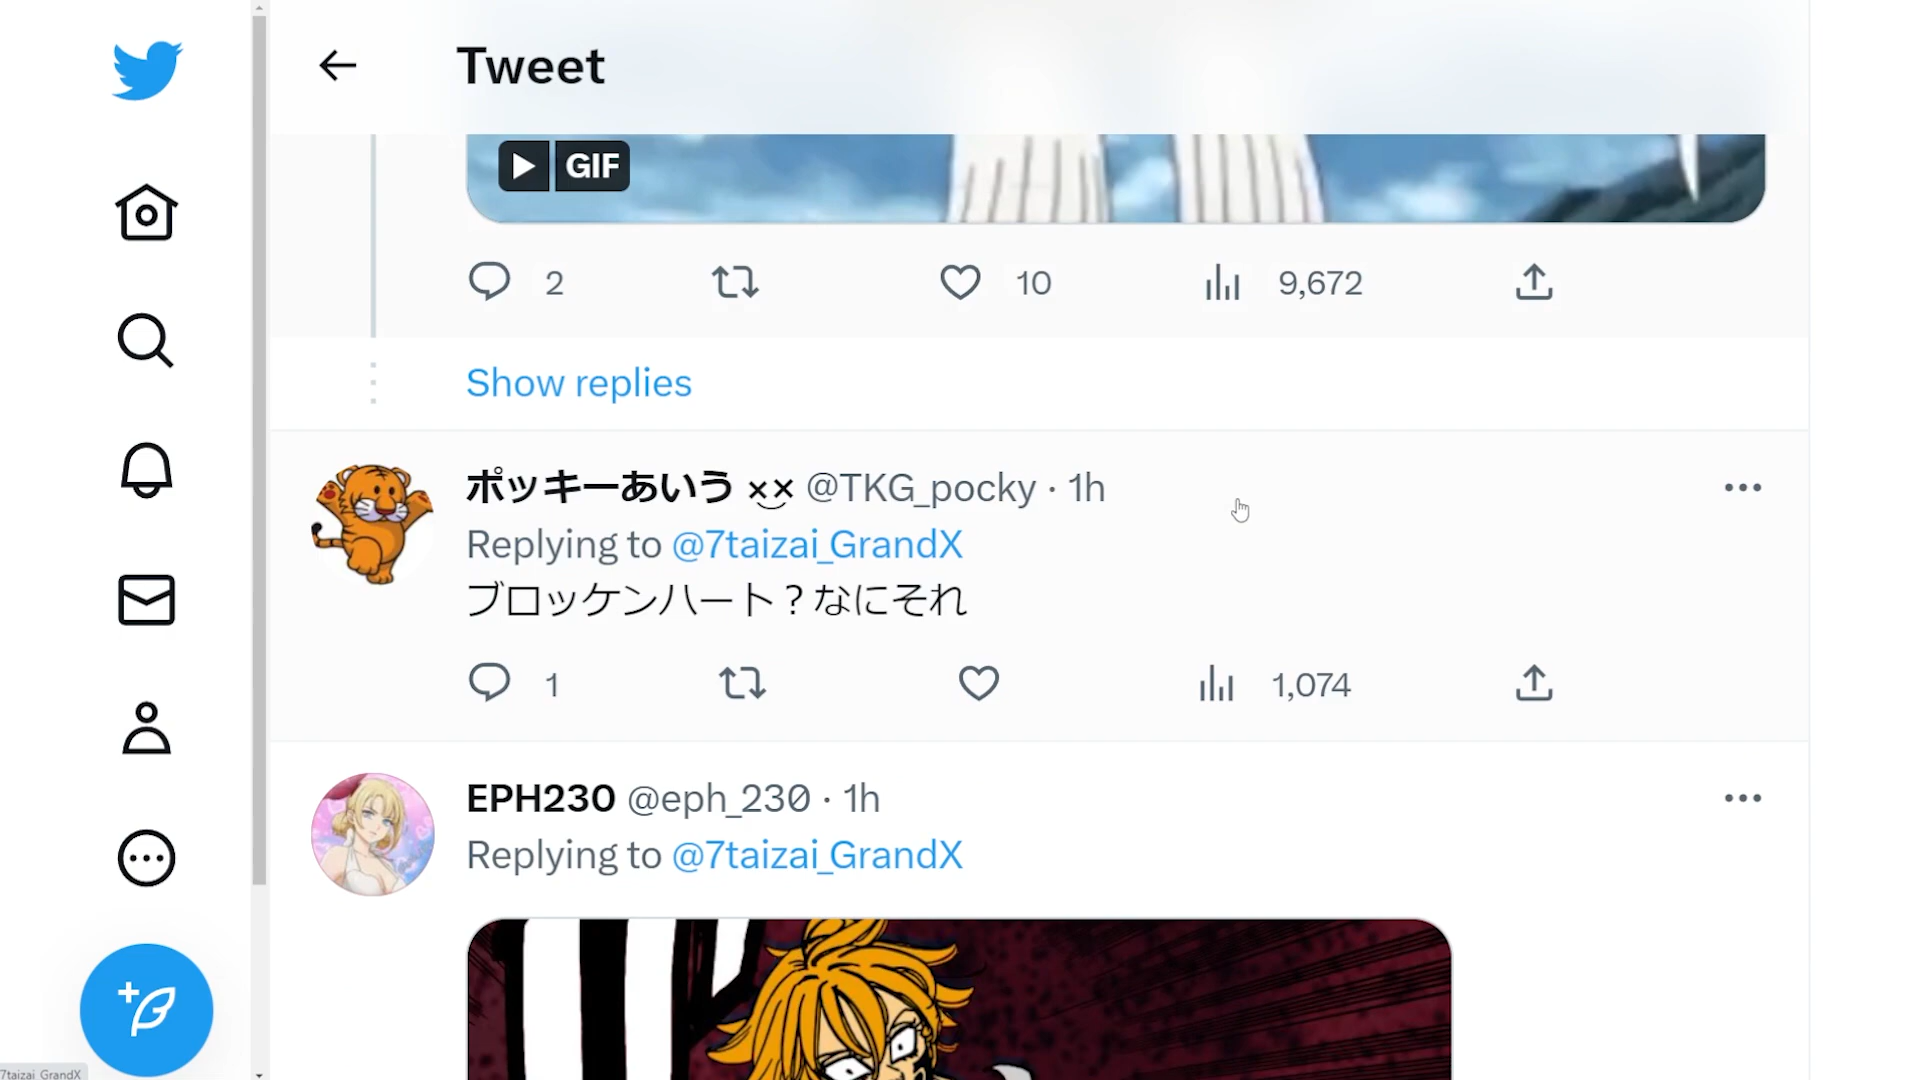 Tweet
GIF
2 10 9,672
Show replies
ポッキーあいう ×͜× @TKG_pocky · 1h
Replying to @7taizai_GrandX
ブロッケンハート？なにそれ
1 1,074
EPH230 @eph_230 · 1h
Replying to @7taizai_GrandX
7taizai_GrandX